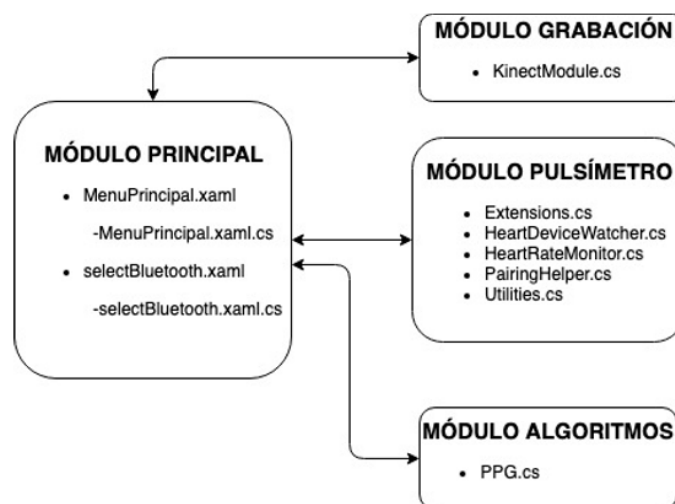 MÓDULO PRINCIPAL
• MenuPrincipal.xaml
-MenuPrincipal.xaml.cs
• selectBluetooth.xaml
-selectBluetooth.xaml.cs
MÓDULO GRABACIÓN
• KinectModule.cs
MÓDULO PULSÍMETRO
• Extensions.cs
• HeartDeviceWatcher.cs
• HeartRateMonitor.cs
• PairingHelper.cs
• Utilities.cs
MÓDULO ALGORITMOS
• PPG.cs